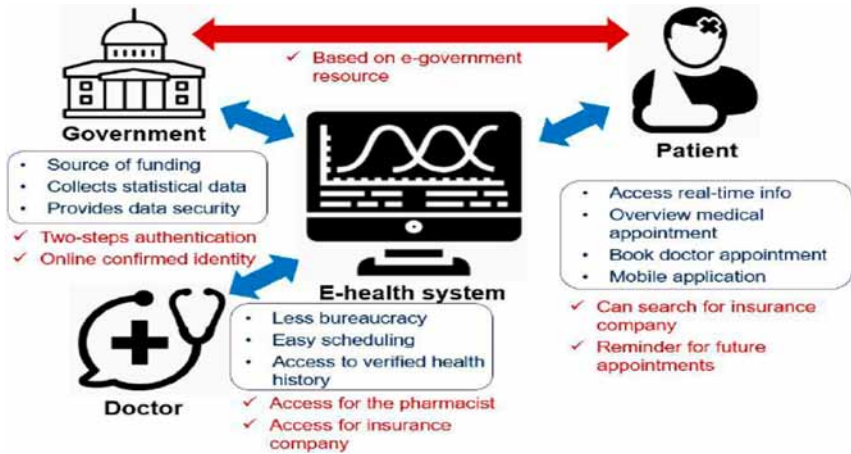 ✓ Based on e-government
resource
Government
• Source of funding
• Collects statistical data
• Provides data security
✓ Two-steps authentication
✓ Online confirmed identity
Patient
• Access real-time info
• Overview medical
appointment
• Book doctor appointment
• Mobile application
✓ Can search for insurance
company
✓ Reminder for future
appointments
E-health system
• Less bureaucracy
• Easy scheduling
• Access to verified health
history
✓ Access for the pharmacist
✓ Access for insurance
company
Doctor